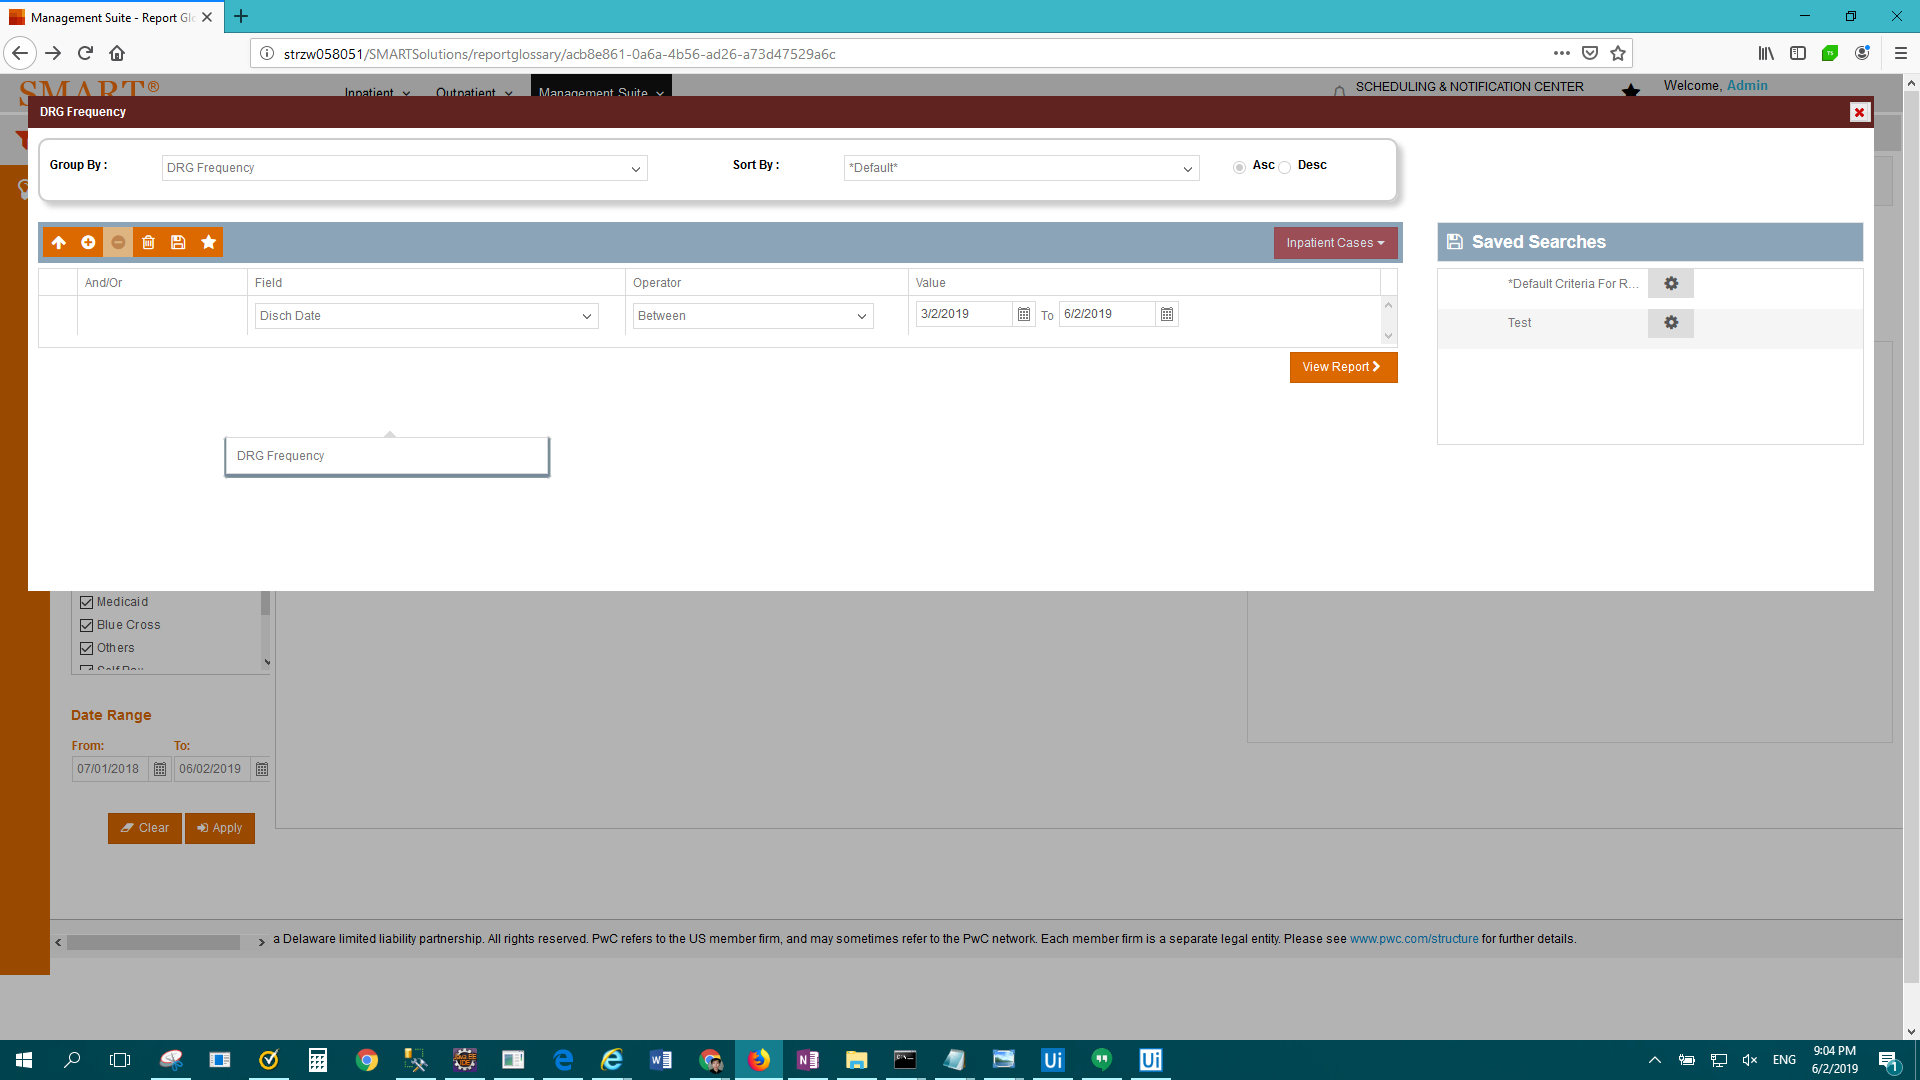 Management Suite - Report Gl
strzw058051/SMARTSolutions/reportglossary/acb8e861-0a6a-4b56-ad26-a73d47529a6c
SMART®
Inpatient
Outpatient
Management Suite
SCHEDULING & NOTIFICATION CENTER
Welcome, Admin
DRG Frequency
Group By :
DRG Frequency
Sort By :
*Default*
Asc
Desc
Inpatient Cases
Saved Searches
And/Or
Field
Operator
Value
Disch Date
Between
3/2/2019
To
6/2/2019
*Default Criteria For R...
Test
View Report
DRG Frequency
Medicaid
Blue Cross
Others
Self Pay
Date Range
From:
To:
07/01/2018
06/02/2019
Clear
Apply
a Delaware limited liability partnership. All rights reserved. PwC refers to the US member firm, and may sometimes refer to the PwC network. Each member firm is a separate legal entity. Please see www.pwc.com/structure for further details.
ENG
9:04 PM
6/2/2019
1